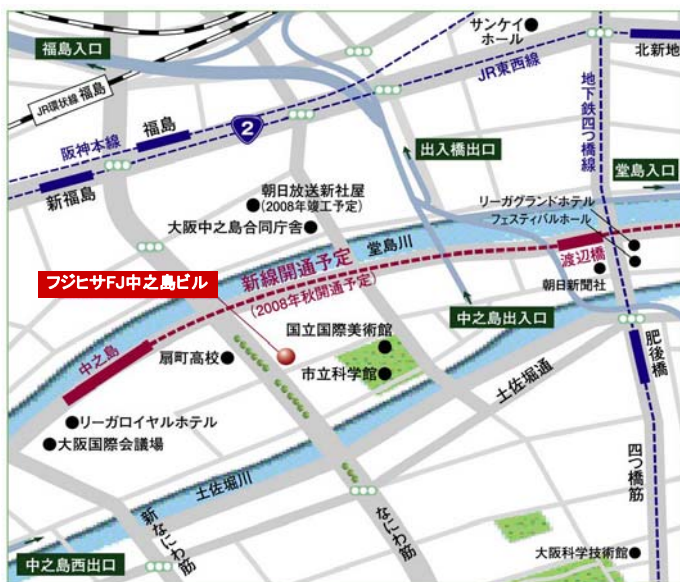 福島入口
サンケイ
ホール
北新地
JR東西線
JR環状線 福島
阪神本線
福島
2
新福島
地下鉄四つ橋線
出入橋出口
堂島入口
朝日放送新社屋
(2008年竣工予定)
大阪中之島合同庁舎
リーガグランドホテル
フェスティバルホール
堂島川
新線開通予定
(2008年秋開通予定)
渡辺橋
朝日新聞社
フジヒサFJ中之島ビル
中之島出入口
国立国際美術館
市立科学館
扇町高校
中之島
肥後橋
土佐堀通
リーガロイヤルホテル
大阪国際会議場
土佐堀川
四つ橋筋
新なにわ筋
なにわ筋
中之島西出口
大阪科学技術館